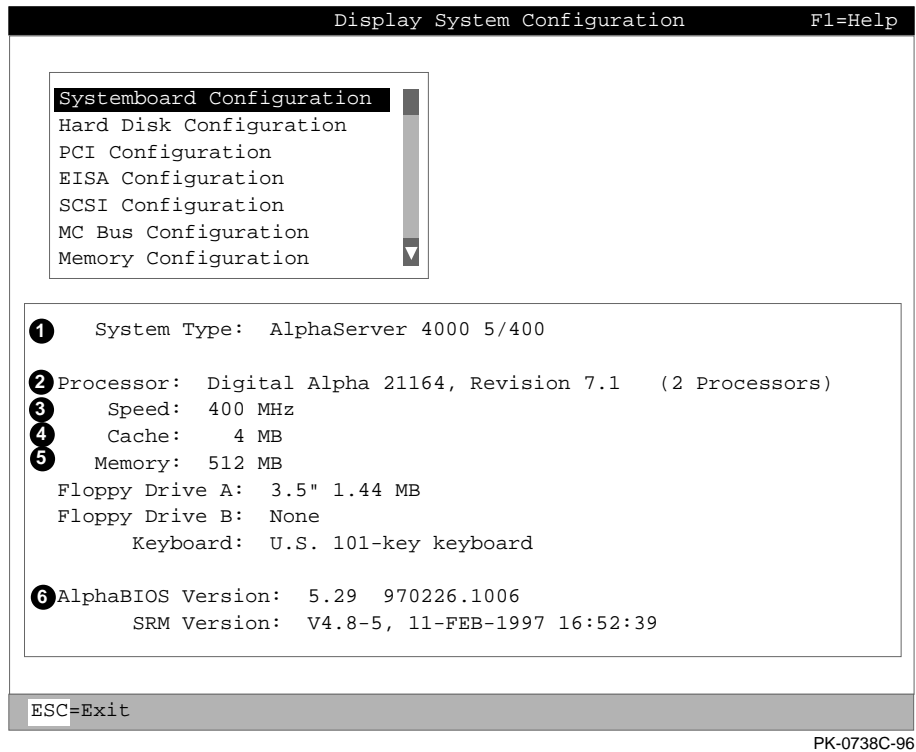 Display System Configuration F1=Help
Systemboard Configuration
Hard Disk Configuration
PCI Configuration
EISA Configuration
SCSI Configuration
MC Bus Configuration
Memory Configuration
1 System Type: AlphaServer 4000 5/400
2 Processor: Digital Alpha 21164, Revision 7.1 (2 Processors)
3 Speed: 400 MHz
4 Cache: 4 MB
5 Memory: 512 MB
Floppy Drive A: 3.5" 1.44 MB
Floppy Drive B: None
Keyboard: U.S. 101-key keyboard
6 AlphaBIOS Version: 5.29 970226.1006
SRM Version: V4.8-5, 11-FEB-1997 16:52:39
ESC=Exit
PK-0738C-96